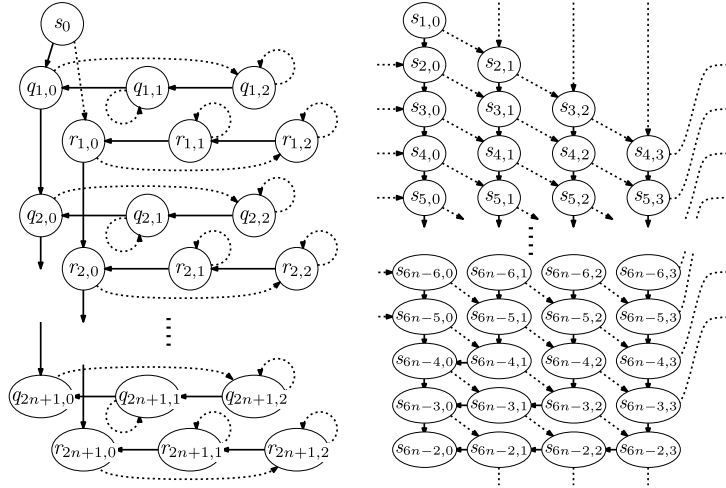 s0 s1,0
s2,0 s2,1
q1,0 q1,1 q1,2
s3,0 s3,1 s3,2
r1,0 r1,1 r1,2 s4,0 s4,1 s4,2 s4,3
s5,0 s5,1 s5,2 s5,3
q2,0 q2,1 q2,2
r2,0 r2,1 r2,2 s6n−6,0 s6n−6,1 s6n−6,2 s6n−6,3
s6n−5,0 s6n−5,1 s6n−5,2 s6n−5,3
s6n−4,0 s6n−4,1 s6n−4,2 s6n−4,3
q2n+1,0 q2n+1,1 q2n+1,2 s6n−3,0 s6n−3,1 s6n−3,2 s6n−3,3
r2n+1,0 r2n+1,1 r2n+1,2 s6n−2,0 s6n−2,1 s6n−2,2 s6n−2,3